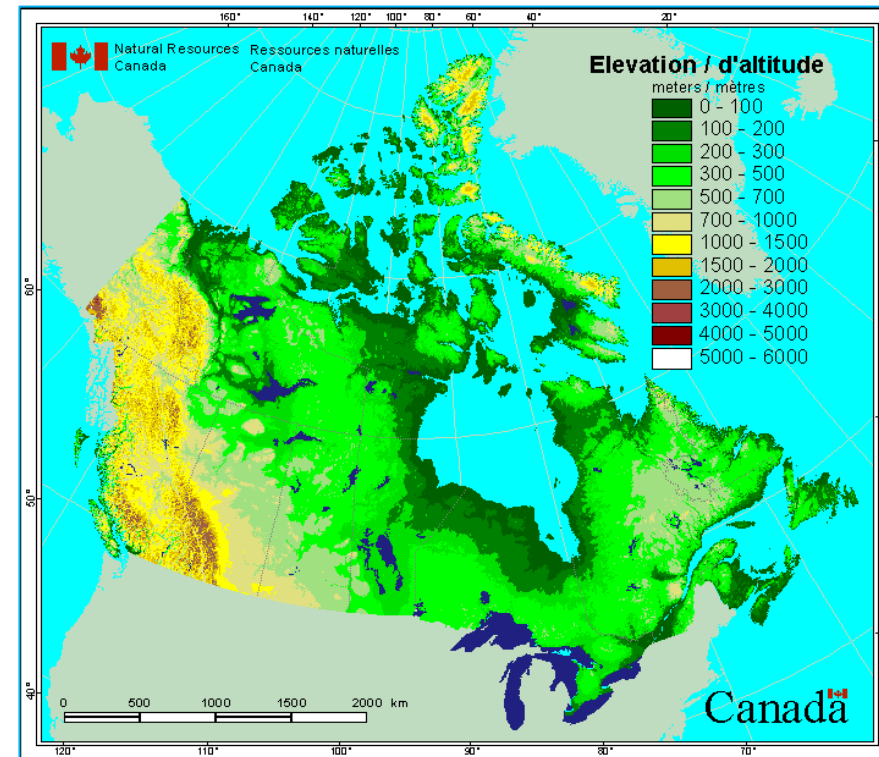 160° 140° 120° 100° 80° 60° 40° 20°
Natural Resources Ressources naturelles
Canada Canada
Elevation / d'altitude
meters / mètres
0 - 100
100 - 200
200 - 300
300 - 500
500 - 700
700 - 1000
1000 - 1500
1500 - 2000
2000 - 3000
3000 - 4000
4000 - 5000
5000 - 6000
60°
50°
40°
0 500 1000 1500 2000 km
Canada
120° 110° 100° 90° 80° 70°